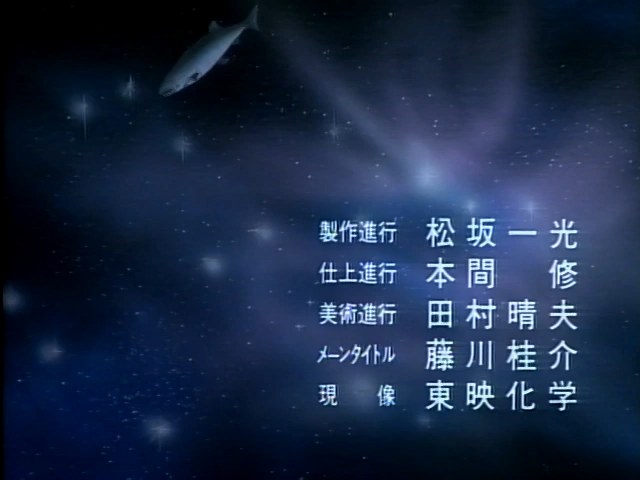 製作進行 松坂一光
仕上進行 本間 修
美術進行 田村晴夫
メーンタイトル 藤川桂介
現 像 東映化学